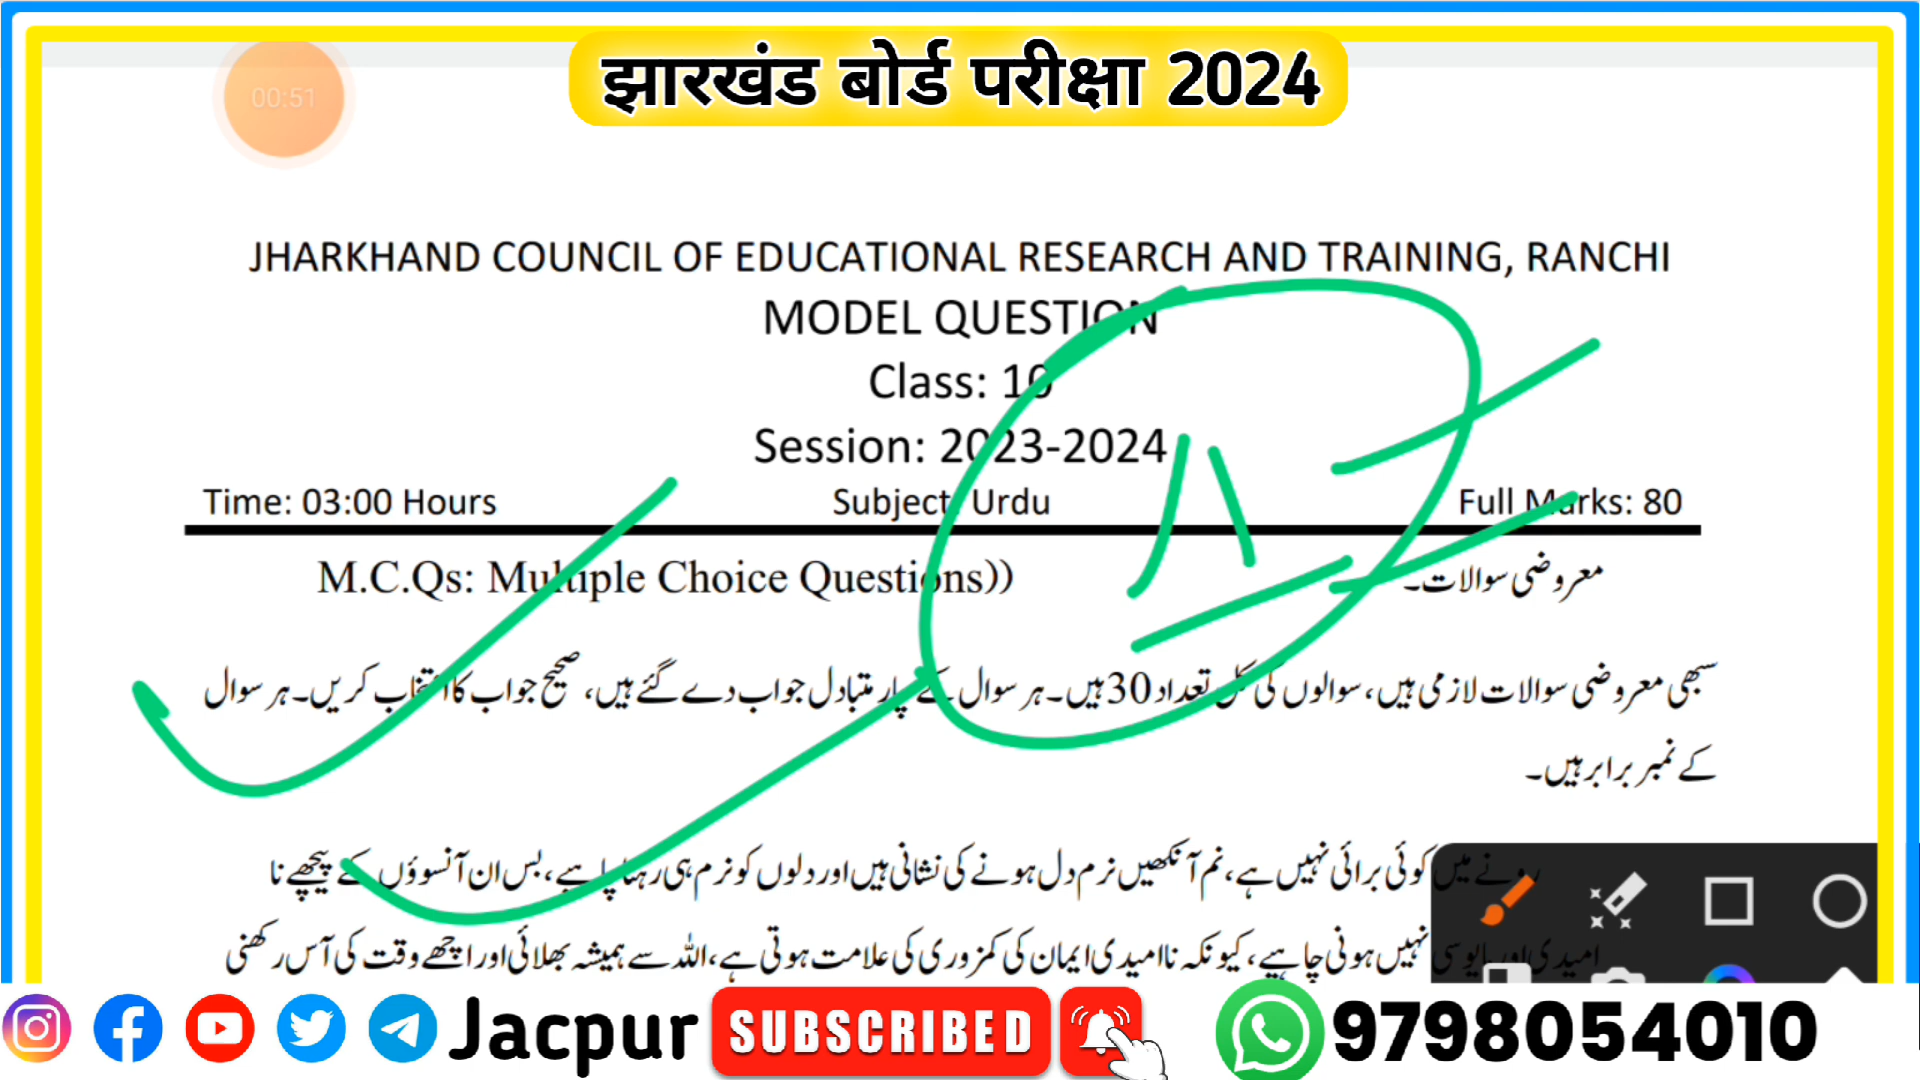 झारखंड बोर्ड परीक्षा 2024
00:51
JHARKHAND COUNCIL OF EDUCATIONAL RESEARCH AND TRAINING, RANCHI
MODEL QUESTION
Class: 10
Session: 2023-2024
Time: 03:00 Hours Subject: Urdu Full Marks: 80
M.C.Qs: Multiple Choice Questions)) معروضی سوالات۔
سبھی معروضی سوالات لازمی ہیں، سوالوں کی کل تعداد 30 ہیں۔ ہر سوال کے چار متبادل جواب دے گئے ہیں، صحیح جواب کا انتخاب کریں۔ ہر سوال
کے نمبر برابر ہیں۔
رونے میں کوئی برائی نہیں ہے، نم آنکھیں نرم دل ہونے کی نشانی ہیں اور دلوں کو نرم ہی رہنا چاہیے، بس ان آنسوؤں کے پیچھے نا
امیدی اور مایوسی نہیں ہونی چاہیے، کیونکہ ناامیدی ایمان کی کمزوری کی علامت ہوتی ہے، اللہ سے ہمیشہ بھلائی اور اچھے وقت کی آس رکھنی
Jacpur SUBSCRIBED 9798054010